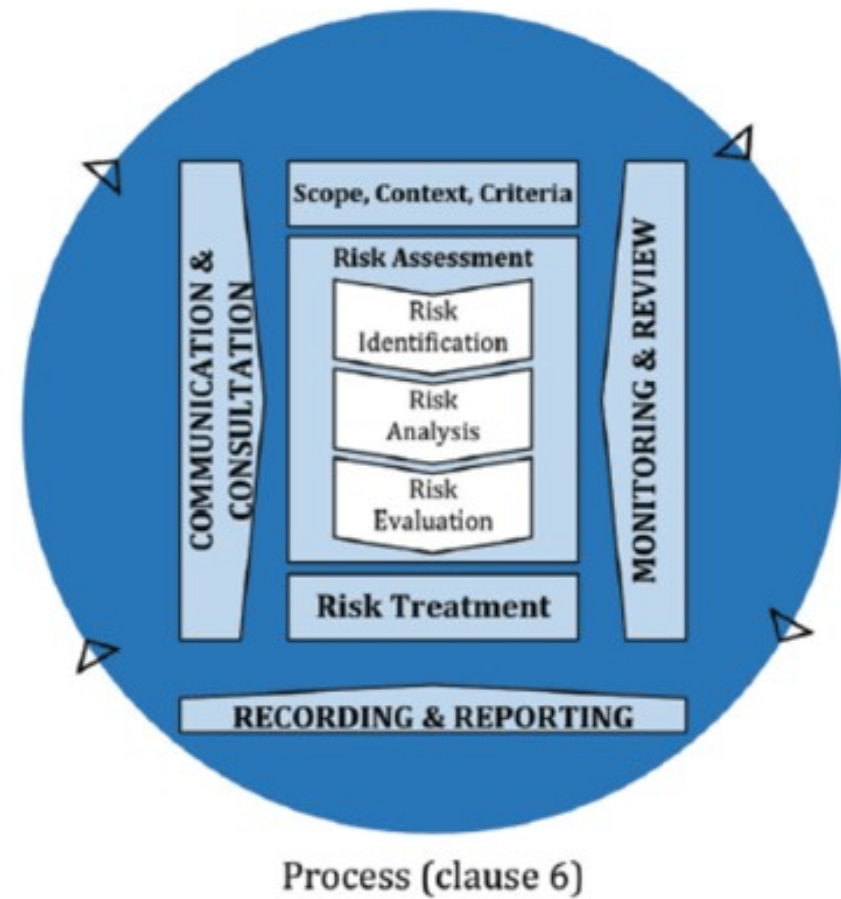 Scope, Context, Criteria
Risk Assessment
Risk
Identification
Risk
Analysis
Risk
Evaluation
Risk Treatment
COMMUNICATION &
CONSULTATION
MONITORING & REVIEW
RECORDING & REPORTING
Process (clause 6)